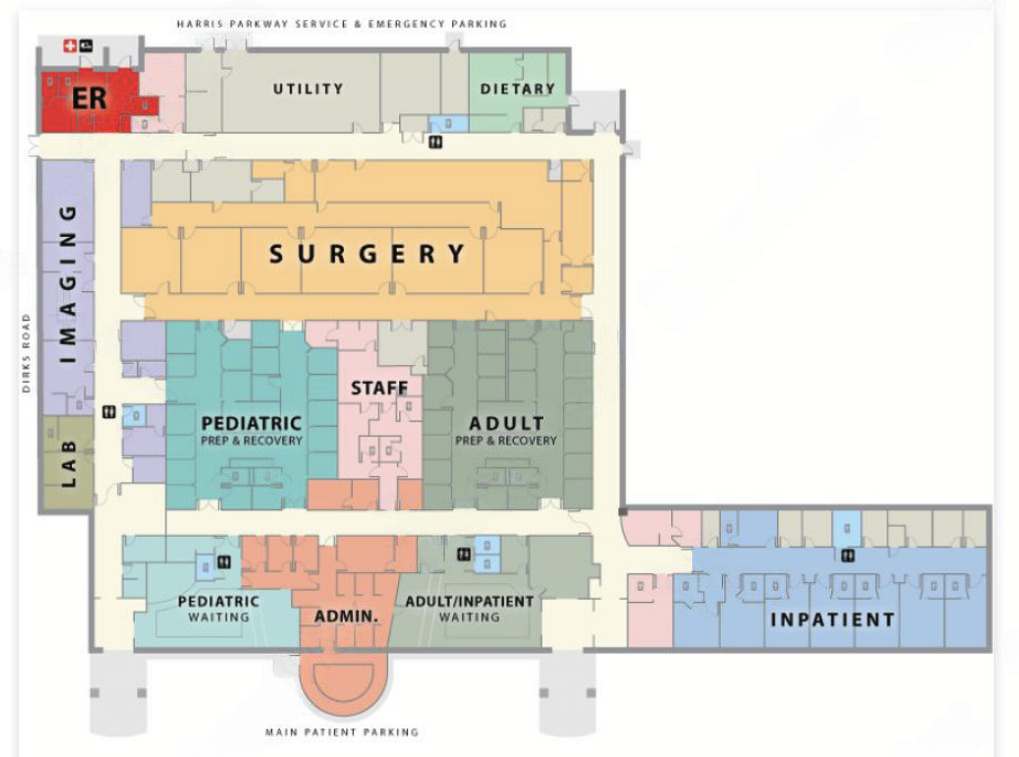 HARRIS PARKWAY SERVICE & EMERGENCY PARKING
ER
UTILITY
DIETARY
IMAGING
SURGERY
DIRKS ROAD
STAFF
PEDIATRIC
PREP & RECOVERY
ADULT
PREP & RECOVERY
LAB
PEDIATRIC
WAITING
ADMIN.
ADULT/INPATIENT
WAITING
INPATIENT
MAIN PATIENT PARKING